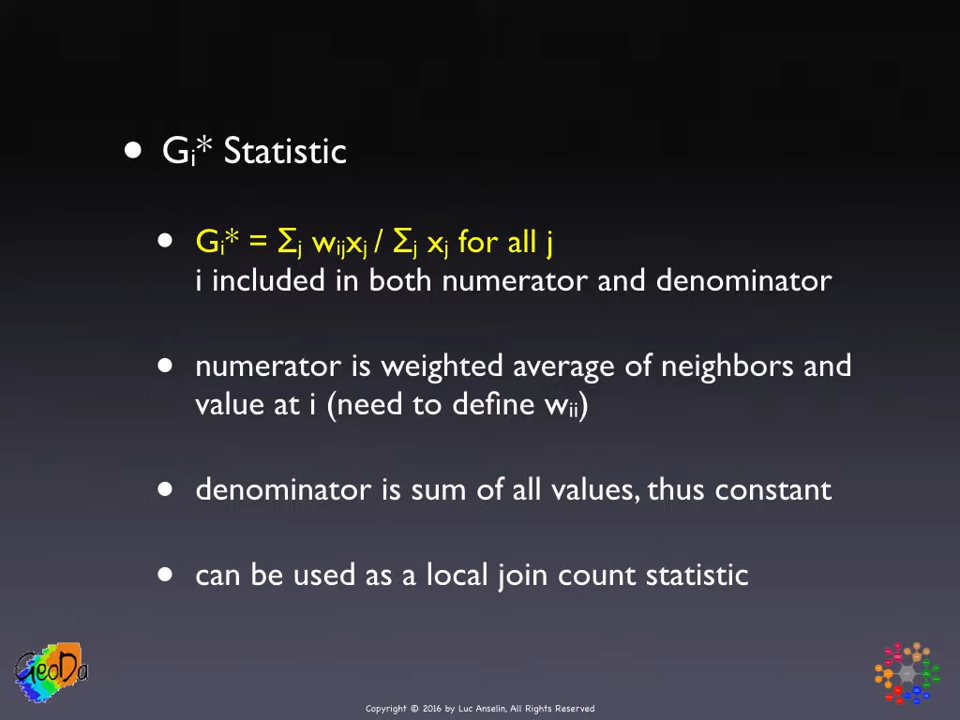 • Gᵢ* Statistic
• Gᵢ* = Σⱼ wᵢⱼxⱼ / Σⱼ xⱼ for all j
i included in both numerator and denominator
• numerator is weighted average of neighbors and
value at i (need to define wᵢᵢ)
• denominator is sum of all values, thus constant
• can be used as a local join count statistic
GeoDa
Copyright © 2016 by Luc Anselin, All Rights Reserved